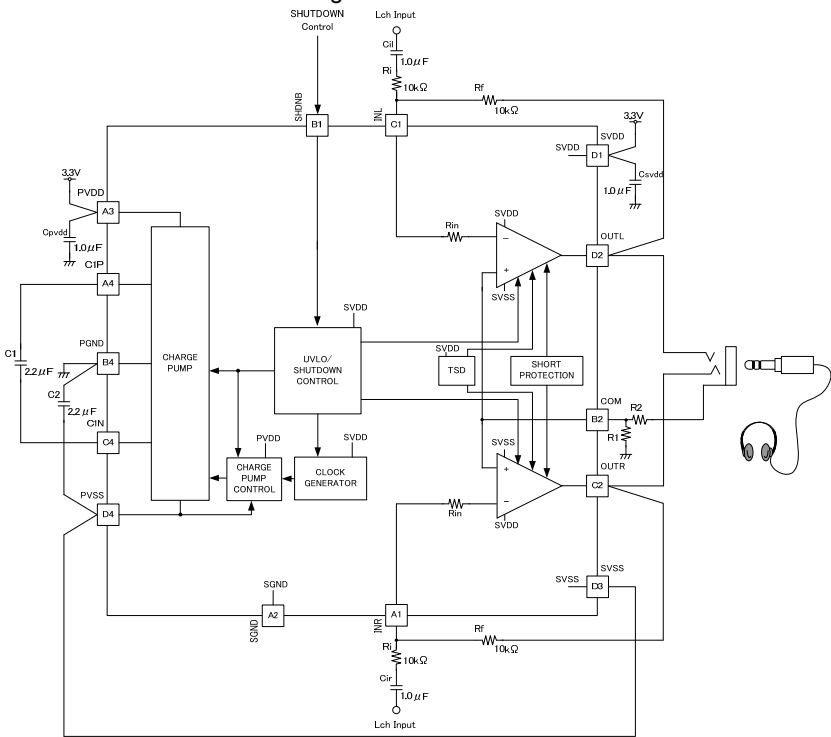 SHUTDOWN
Control
Lch Input
Cil
1.0μF
Ri
10kΩ
Rf
10kΩ
SHDNB
B1
INL
C1
SVDD
3.3V
SVDD
D1
Csvdd
1.0μF
3.3V
PVDD
A3
Cpvdd
1.0μF
C1P
A4
Rin
SVDD
−
+
SVSS
OUTL
D2
PGND
B4
C1
2.2μF
C2
2.2μF
C1N
C4
CHARGE
PUMP
SVDD
UVLO/
SHUTDOWN
CONTROL
SVDD
TSD
SHORT
PROTECTION
COM
B2
R2
R1
PVDD
CHARGE
PUMP
CONTROL
SVDD
CLOCK
GENERATOR
SVSS
+
−
SVDD
Rin
OUTR
C2
PVSS
D4
SVSS
SVSS
D3
SGND
A2
SGND
A1
INR
Rf
10kΩ
Ri
10kΩ
Cir
1.0μF
Lch Input